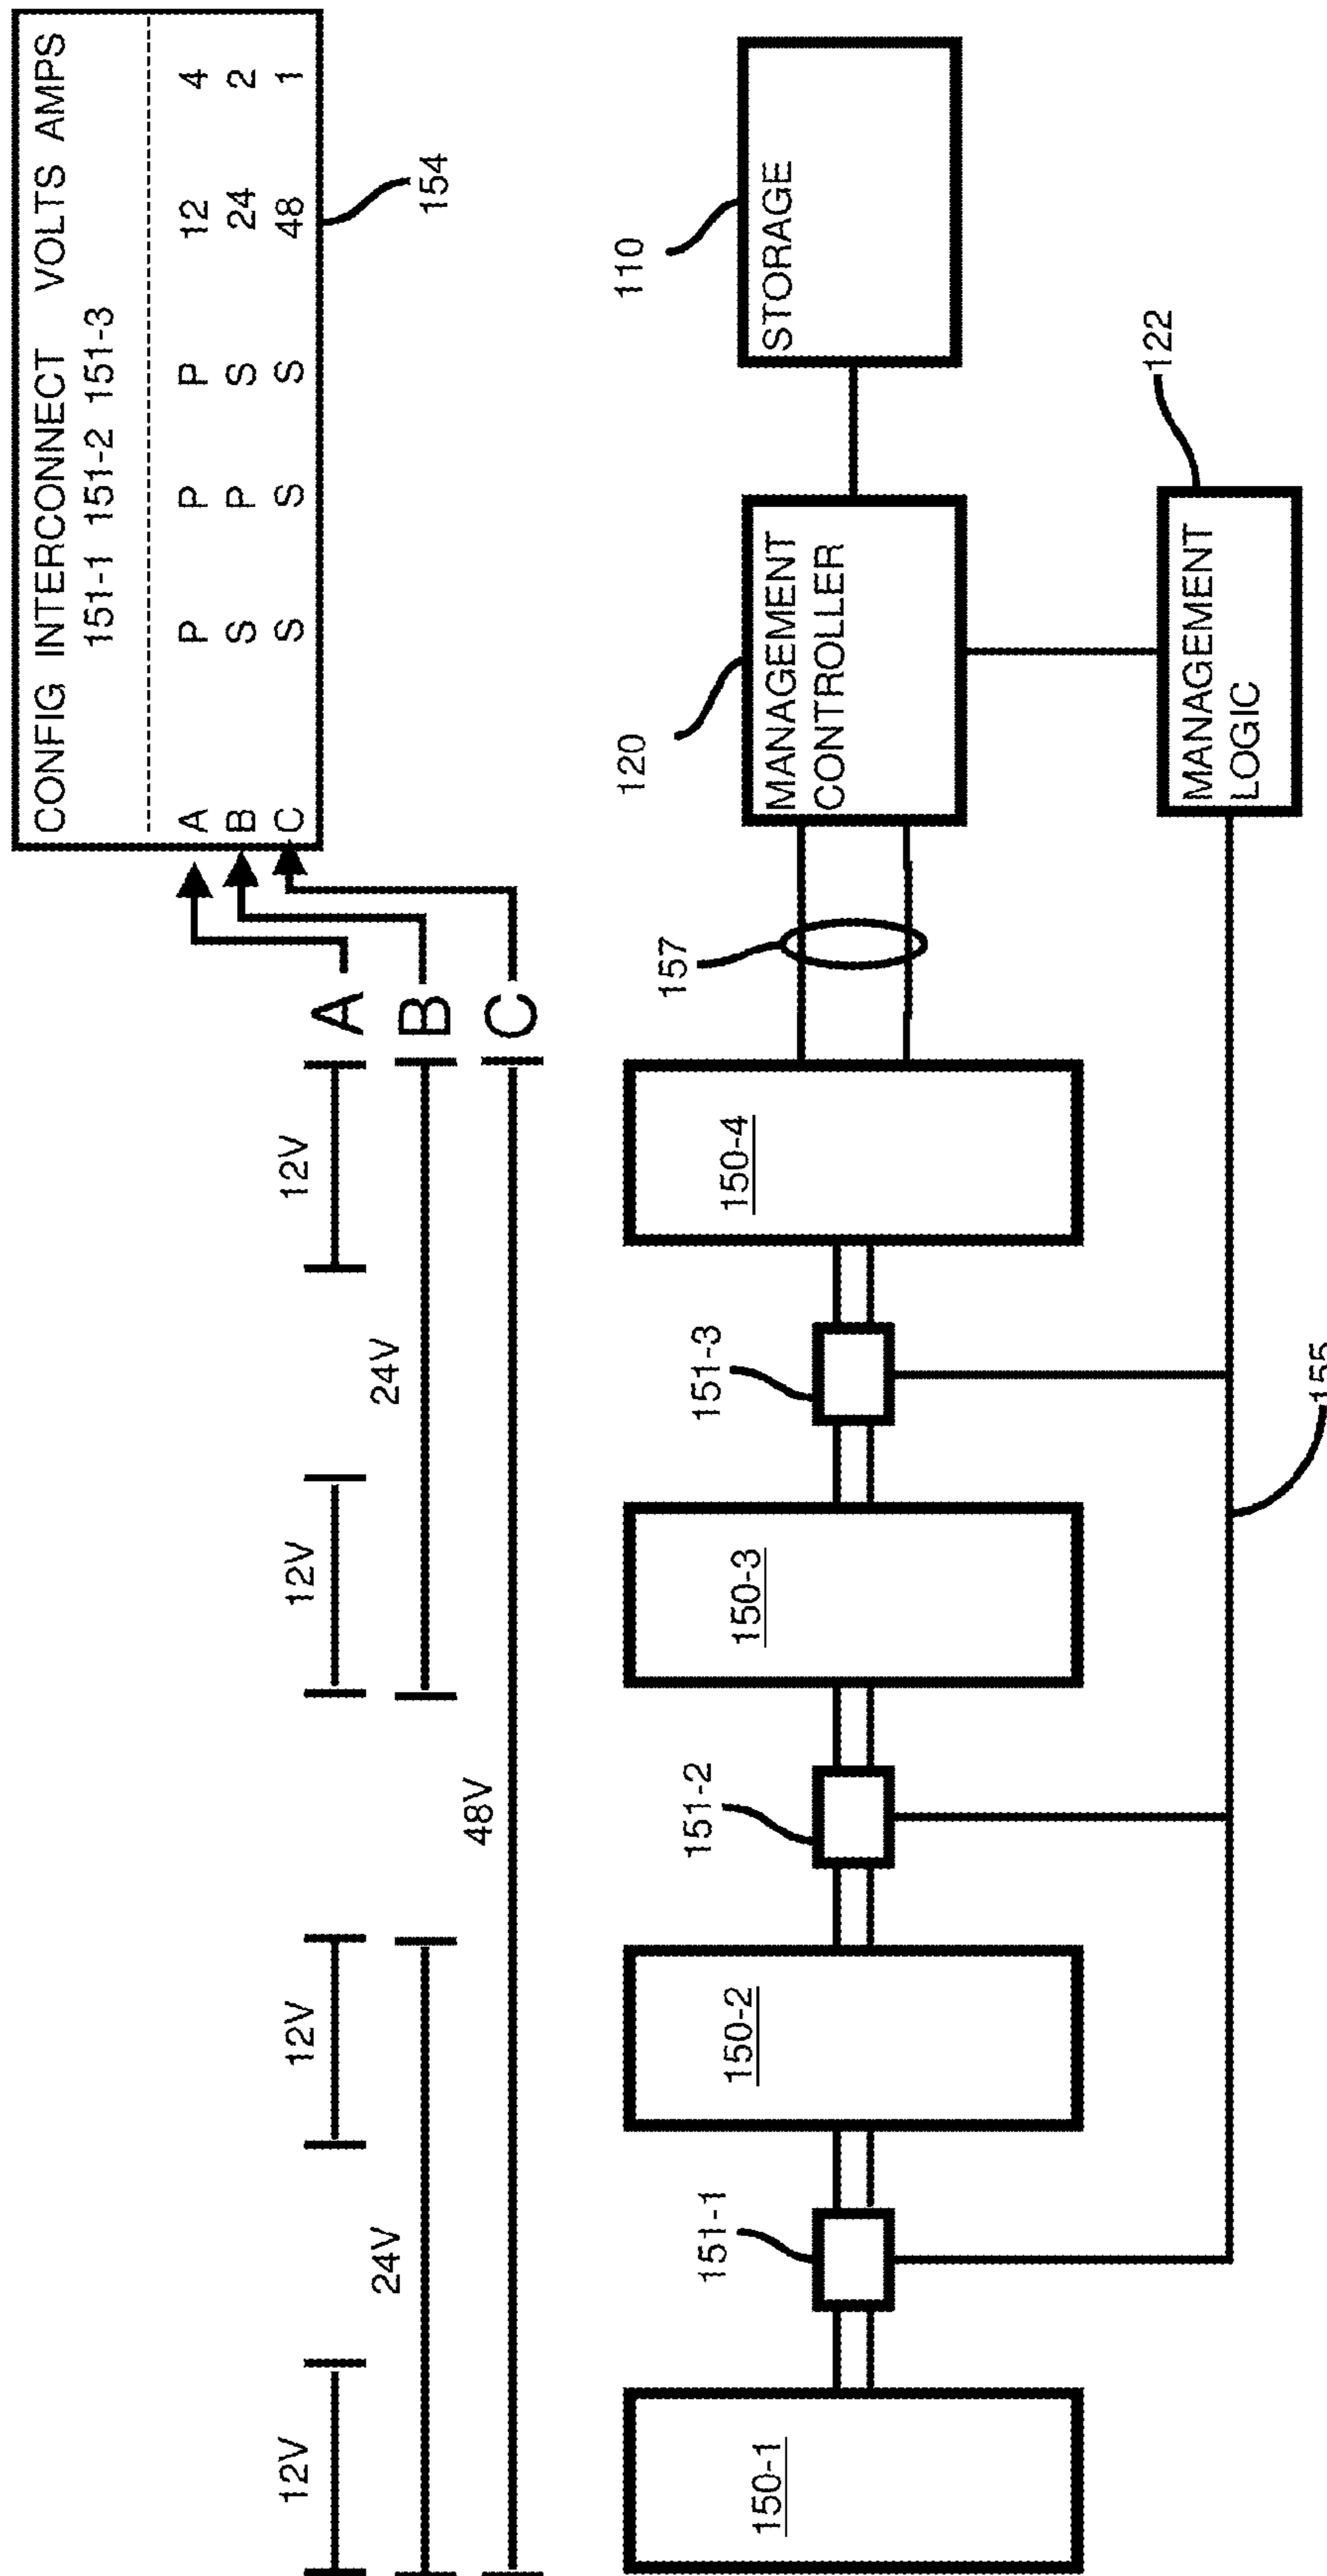 CONFIG INTERCONNECT VOLTS AMPS
151-1 151-2 151-3
A P P P 12 4
B S P S 24 2
C S S S 48 1
154
A
B
C
12V
12V
12V
12V
24V
24V
48V
150-1
150-2
150-3
150-4
151-1
151-2
151-3
157
120
MANAGEMENT
CONTROLLER
110
STORAGE
122
MANAGEMENT
LOGIC
155